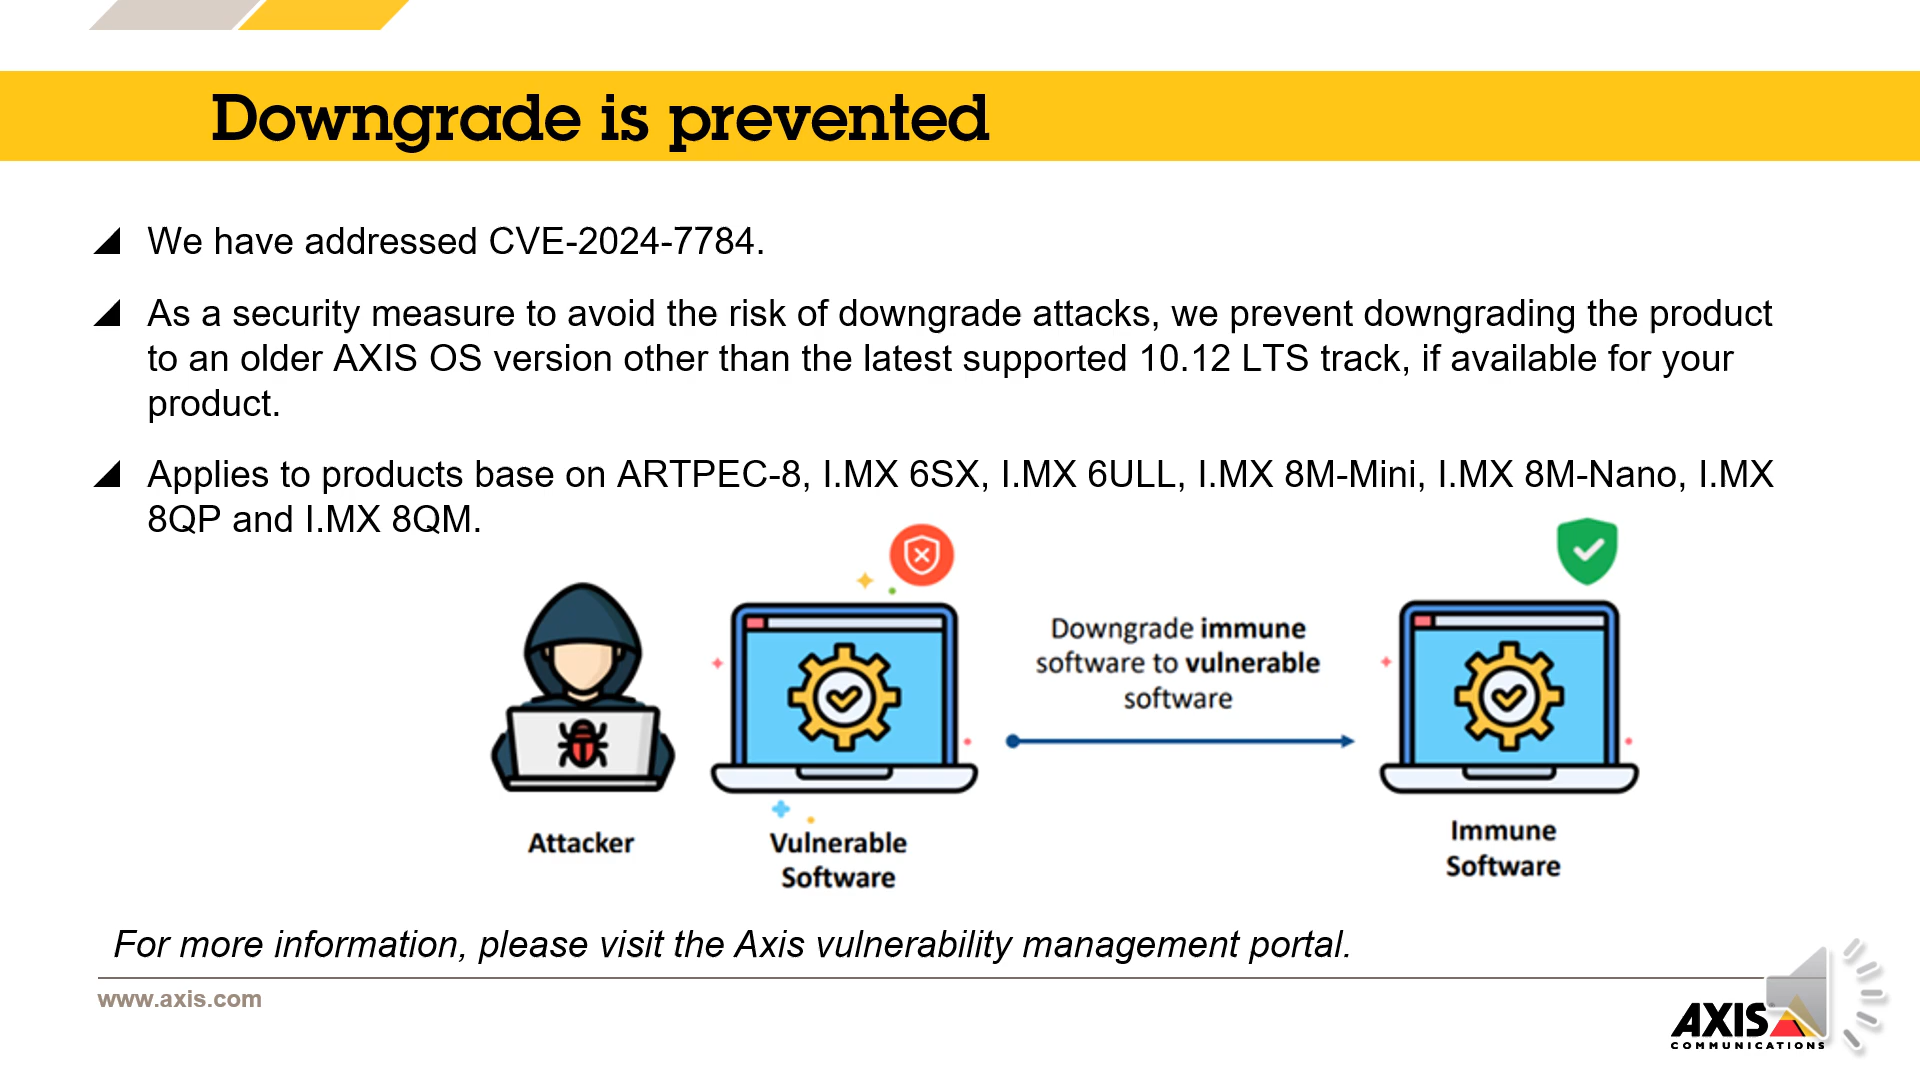 Downgrade is prevented
We have addressed CVE-2024-7784.
As a security measure to avoid the risk of downgrade attacks, we prevent downgrading the product
to an older AXIS OS version other than the latest supported 10.12 LTS track, if available for your
product.
Applies to products base on ARTPEC-8, I.MX 6SX, I.MX 6ULL, I.MX 8M-Mini, I.MX 8M-Nano, I.MX
8QP and I.MX 8QM.
Downgrade immune
software to vulnerable
software
Attacker
Vulnerable
Software
Immune
Software
For more information, please visit the Axis vulnerability management portal.
www.axis.com
AXIS
COMMUNICATIONS